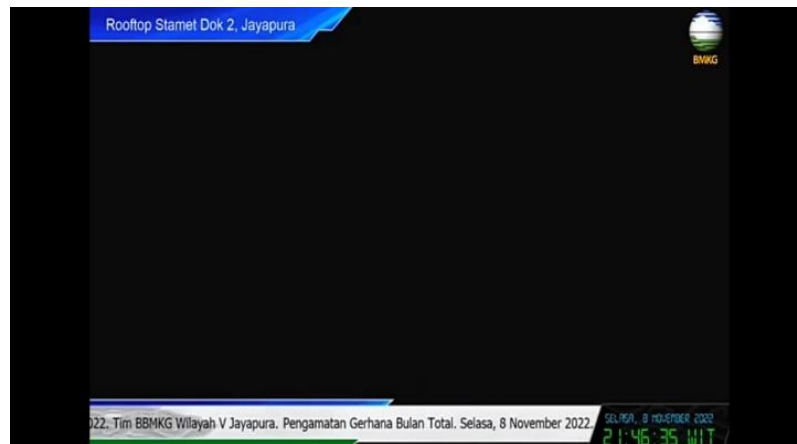 Rooftop Stamet Dok 2, Jayapura
BMKG
022. Tim BBMKG Wilayah V Jayapura. Pengamatan Gerhana Bulan Total. Selasa, 8 November 2022.
SELASA, 8 NOVEMBER 2022
21:46:35 WIT